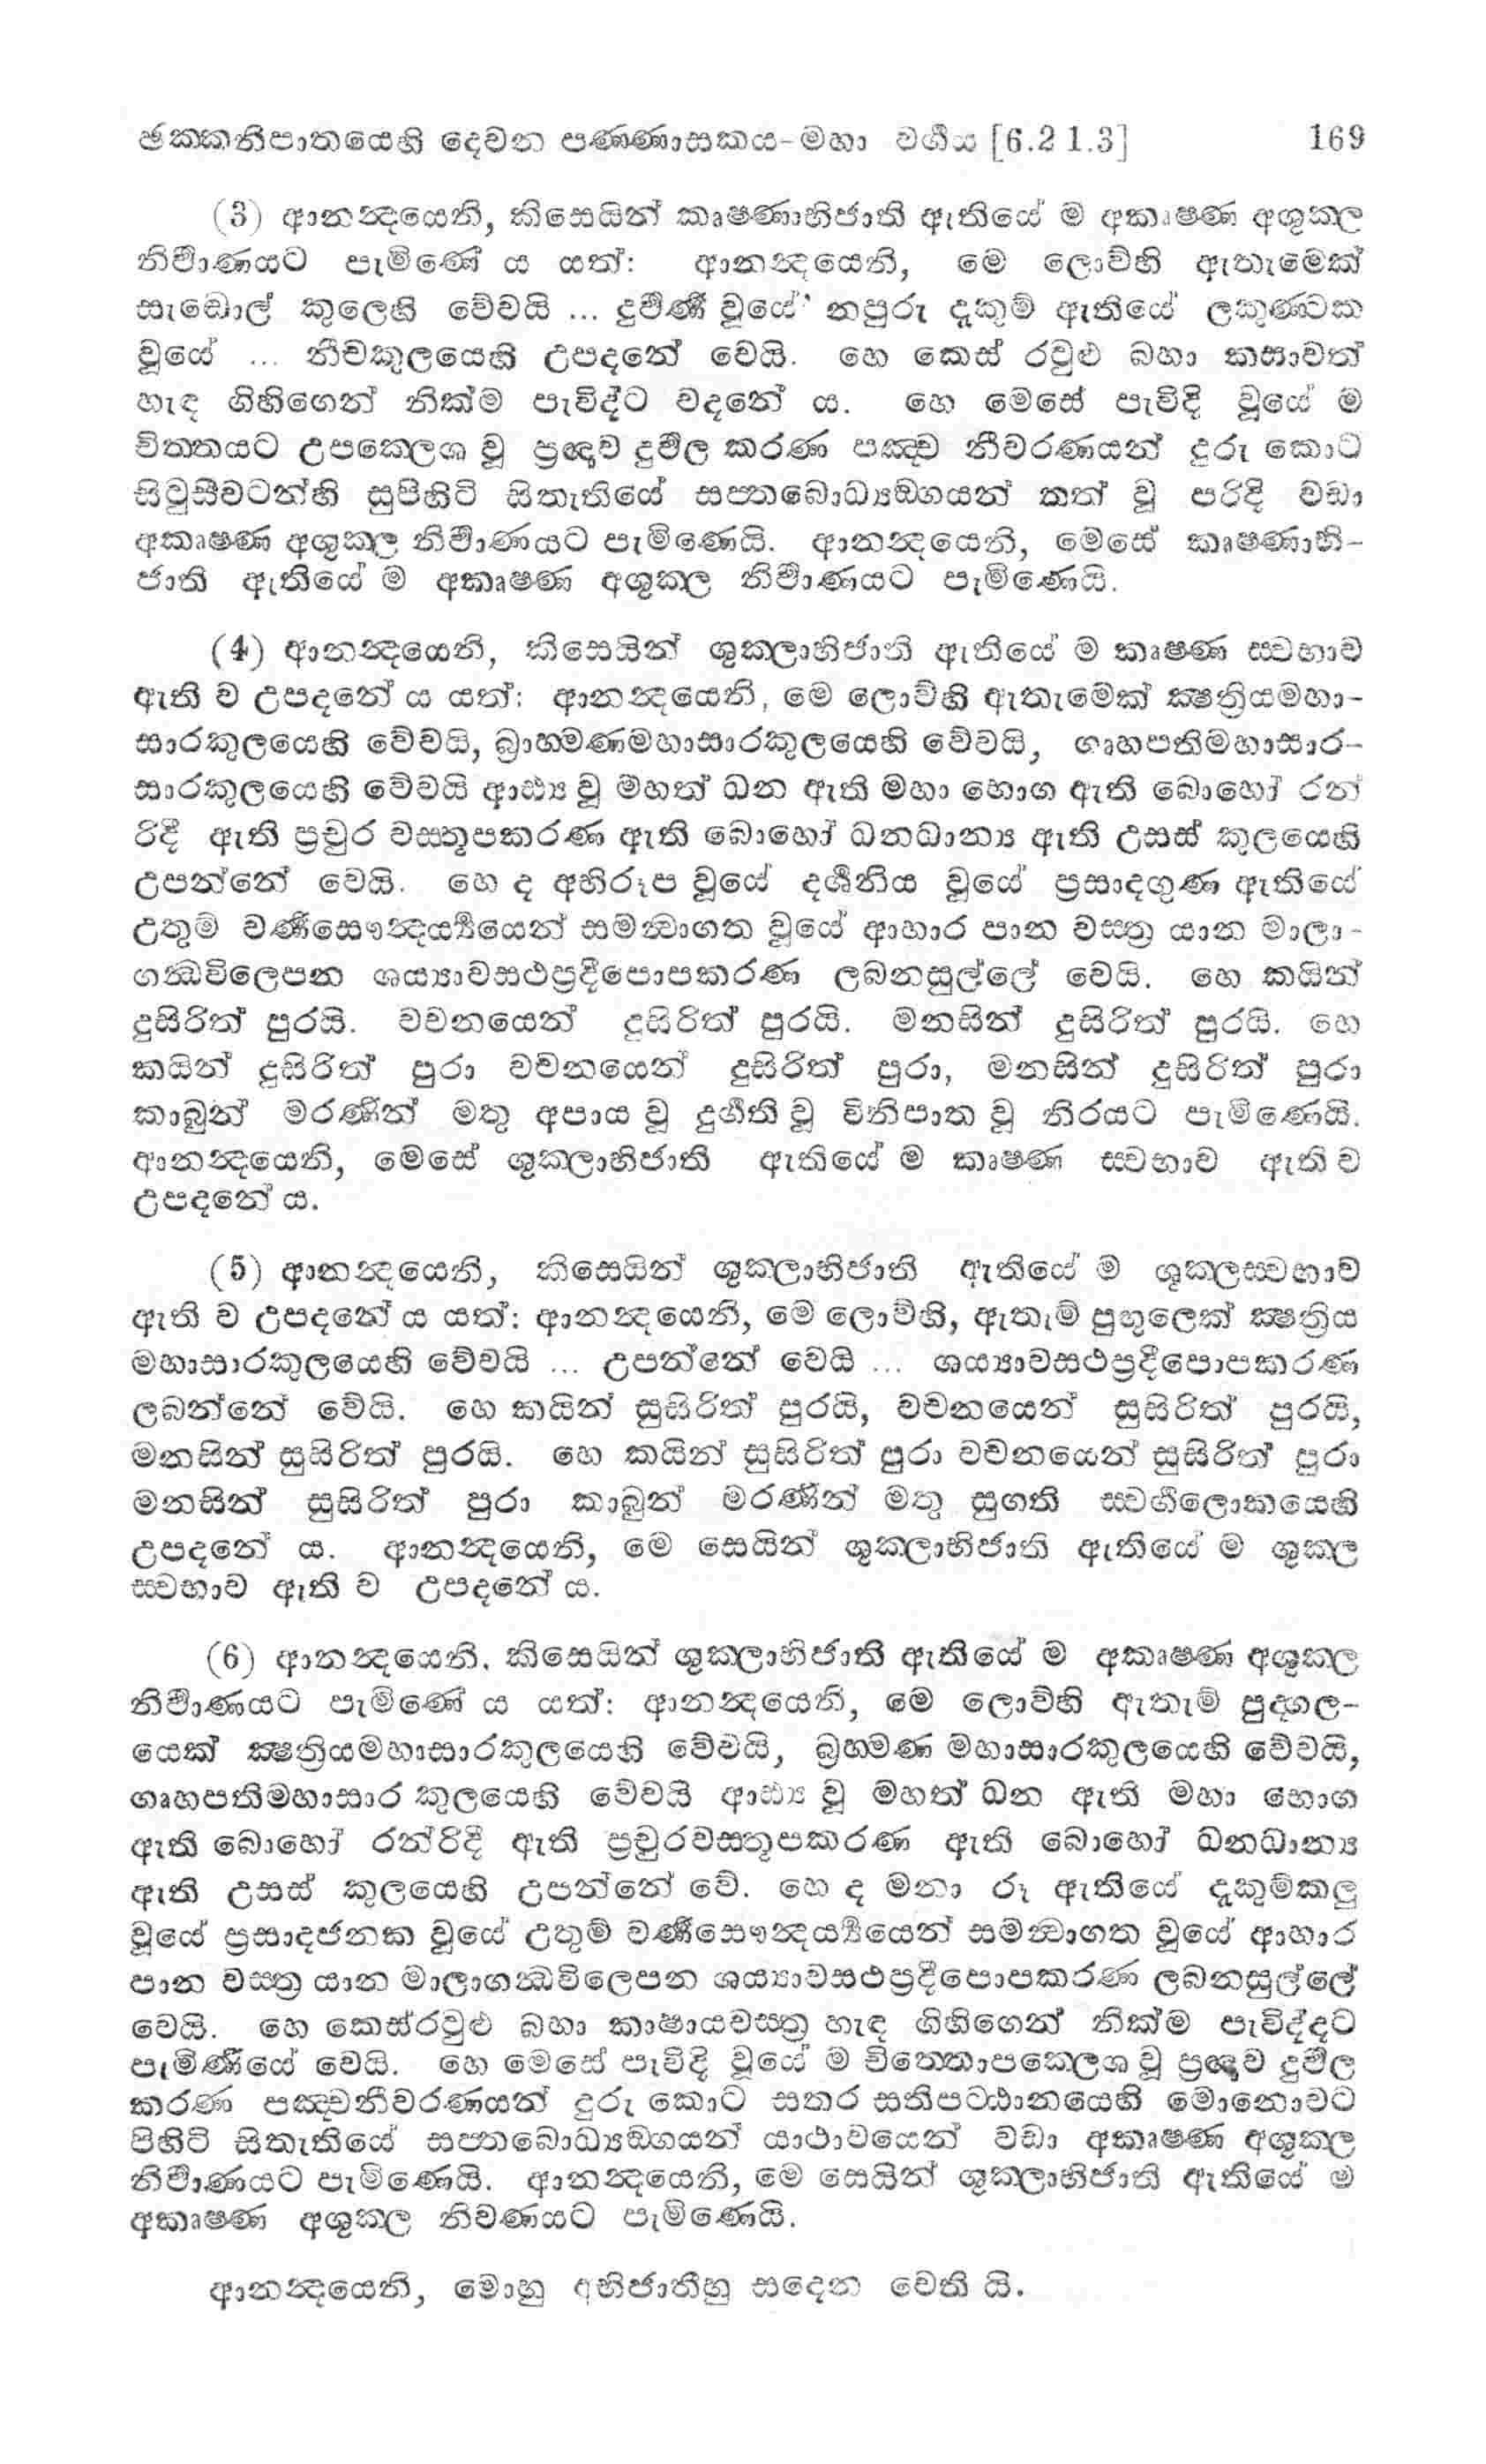 ඡක්කනිපාතයෙහි දෙවන පණ්ණාසකය-මහා වර්‍ගය [6.2 1.3] 169
(3) ආනන්‍දයෙනි, කිසෙයින් කෘෂ්ණාභිජාති ඇතියේ ම අකෘෂ්ණ අශුක්ල
නිර්‍වාණයට පැමිණේ ය යත්: ආනන්‍දයෙනි, මෙ ලොව්හි ඇතැමෙක්
සැඩොල් කුලෙහි වේවයි ... දුර්‍වර්‍ණ වූයේ නපුරු දැකුම් ඇතියේ ලකුණ්ටක
වූයේ ... නීචකුලයෙහි උපදනේ වෙයි. හෙ කෙස් රවුළු බහා කසාවත්
හැඳ ගිහිගෙන් නික්ම පැවිද්ට වදනේ ය. හෙ මෙසේ පැවිදි වූයේ ම
චිත්තයට උපක්ලෙශ වූ ප්‍රඥාව දුර්‍වල කරණ පඤ්ච නීවරණයන් දුරු කොට
සිවුසිවටන්හි සුපිහිටි සිතැතියේ සප්තබොධ්‍යඞ්ගයන් තත් වූ පරිදි වඩා
අකෘෂ්ණ අශුක්ල නිර්‍වාණයට පැමිණෙයි. ආනන්‍දයෙනි, මෙසේ කෘෂ්ණාභි-
ජාති ඇතියේ ම අකෘෂ්ණ අශුක්ල නිර්‍වාණයට පැමිණෙයි.
(4) ආනන්‍දයෙනි, කිසෙයින් ශුක්ලාභිජාති ඇතියේ ම කෘෂ්ණ ස්වභාව
ඇති ව උපදනේ ය යත්: ආනන්‍දයෙනි, මෙ ලොව්හි ඇතැමෙක් ක්‍ෂත්‍රියමහා-
සාරකුලයෙහි වේවයි, බ්‍රාහ්මණමහාසාරකුලයෙහි වේවයි, ගෘහපතිමහාසාර-
සාරකුලයෙහි වේවයි ආඪ්‍ය වූ මහත් ධන ඇති මහා භොග ඇති බොහෝ රන්
රිදී ඇති ප්‍රචුර වස්තූපකරණ ඇති බොහෝ ධනධාන්‍ය ඇති උසස් කුලයෙහි
උපන්නේ වෙයි. හෙ ද අභිරූප වූයේ දර්‍ශනීය වූයේ ප්‍රසාදගුණ ඇතියේ
උතුම් වර්‍ණසෞන්‍දර්‍ය්‍යයෙන් සමන්‍වාගත වූයේ ආහාර පාන වස්ත්‍ර යාන මාලා-
ගන්‍ධවිලෙපන ශය්‍යාවසථප්‍රදීපොපකරණ ලබනසුල්ලේ වෙයි. හෙ කයින්
දුසිරිත් පුරයි. වචනයෙන් දුසිරිත් පුරයි. මනසින් දුසිරිත් පුරයි. හෙ
කයින් දුසිරිත් පුරා වචනයෙන් දුසිරිත් පුරා, මනසින් දුසිරිත් පුරා
කාබුන් මරණින් මතු අපාය වූ දුර්‍ගති වූ විනිපාත වූ නිරයට පැමිණෙයි.
ආනන්‍දයෙනි, මෙසේ ශුක්ලාභිජාති ඇතියේ ම කෘෂ්ණ ස්වභාව ඇති ව
උපදනේ ය.
(5) ආනන්‍දයෙනි, කිසෙයින් ශුක්ලාභිජාති ඇතියේ ම ශුක්ලස්වභාව
ඇති ව උපදනේ ය යත්: ආනන්‍දයෙනි, මෙ ලොව්හි, ඇතැම් පුඟුලෙක් ක්‍ෂත්‍රිය
මහාසාරකුලයෙහි වේවයි ... උපන්නේ වෙයි ... ශය්‍යාවසථප්‍රදීපොපකරණ
ලබන්නේ වේයි. හෙ කයින් සුසිරිත් පුරයි, වචනයෙන් සුසිරිත් පුරයි,
මනසින් සුසිරිත් පුරයි. හෙ කයින් සුසිරිත් පුරා වචනයෙන් සුසිරිත් පුරා
මනසින් සුසිරිත් පුරා කාබුන් මරණින් මතු සුගති ස්වර්‍ගලොකයෙහි
උපදනේ ය. ආනන්‍දයෙනි, මෙ සෙයින් ශුක්ලාභිජාති ඇතියේ ම ශුක්ල
ස්වභාව ඇති ව උපදනේ ය.
(6) ආනන්‍දයෙනි, කිසෙයින් ශුක්ලාභිජාති ඇතියේ ම අකෘෂ්ණ අශුක්ල
නිර්‍වාණයට පැමිණේ ය යත්: ආනන්‍දයෙනි, මෙ ලොව්හි ඇතැම් පුද්ගල-
යෙක් ක්‍ෂත්‍රියමහාසාරකුලයෙහි වේවයි, බ්‍රහ්මණ මහාසාරකුලයෙහි වේවයි,
ගෘහපතිමහාසාර කුලයෙහි වේවයි ආඪ්‍ය වූ මහත් ධන ඇති මහා භොග
ඇති බොහෝ රන්රිදී ඇති ප්‍රචුරවස්තූපකරණ ඇති බොහෝ ධනධාන්‍ය
ඇති උසස් කුලයෙහි උපන්නේ වේ. හෙ ද මනා රූ ඇතියේ දැකුම්කලු
වූයේ ප්‍රසාදජනක වූයේ උතුම් වර්‍ණසෞන්‍දර්‍ය්‍යයෙන් සමන්‍වාගත වූයේ ආහාර
පාන වස්ත්‍ර යාන මාලාගන්‍ධවිලෙපන ශය්‍යාවසථප්‍රදීපොපකරණ ලබනසුල්ලේ
වෙයි. හෙ කෙස්රවුළු බහා කාෂායවස්ත්‍ර හැඳ ගිහිගෙන් නික්ම පැවිද්දට
පැමිණියේ වෙයි. හෙ මෙසේ පැවිදි වූයේ ම චිත්තොපක්ලෙශ වූ ප්‍රඥාව දුර්‍වල
කරණ පඤ්චනීවරණයන් දුරු කොට සතර සතිපට්ඨානයෙහි මොනොවට
පිහිටි සිතැතියේ සප්තබොධ්‍යඞ්ගයන් යාථාවයෙන් වඩා අකෘෂ්ණ අශුක්ල
නිර්‍වාණයට පැමිණෙයි. ආනන්‍දයෙනි, මෙ සෙයින් ශුක්ලාභිජාති ඇතියේ ම
අකෘෂ්ණ අශුක්ල නිවණයට පැමිණෙයි.
ආනන්‍දයෙනි, මොහු අභිජාතීහු සදෙන වෙති යි.